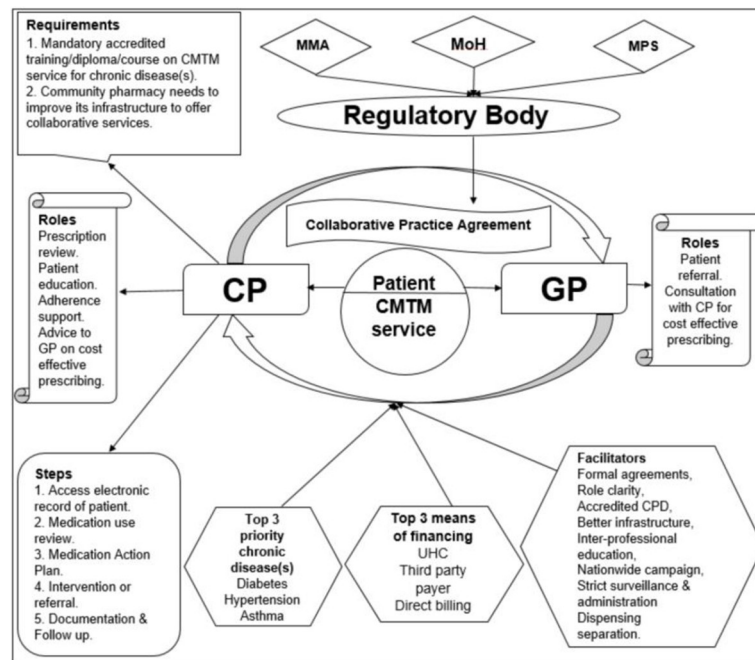 Requirements
1. Mandatory accredited
training/diploma/course on CMTM
service for chronic disease(s).
2. Community pharmacy needs to
improve its infrastructure to offer
collaborative services.
MMA
MoH
MPS
Regulatory Body
Collaborative Practice Agreement
Roles
Prescription
review.
Patient
education.
Adherence
support.
Advice to
GP on cost
effective
prescribing.
CP
Patient
CMTM
service
GP
Roles
Patient
referral.
Consultation
with CP for
cost effective
prescribing.
Steps
1. Access electronic
record of patient.
2. Medication use
review.
3. Medication Action
Plan.
4. Intervention or
referral.
5. Documentation &
Follow up.
Top 3
priority
chronic
disease(s)
Diabetes
Hypertension
Asthma
Top 3 means
of financing
UHC
Third party
payer
Direct billing
Facilitators
Formal agreements,
Role clarity,
Accredited CPD,
Better infrastructure,
Inter-professional
education,
Nationwide campaign,
Strict surveillance &
administration
Dispensing
separation.